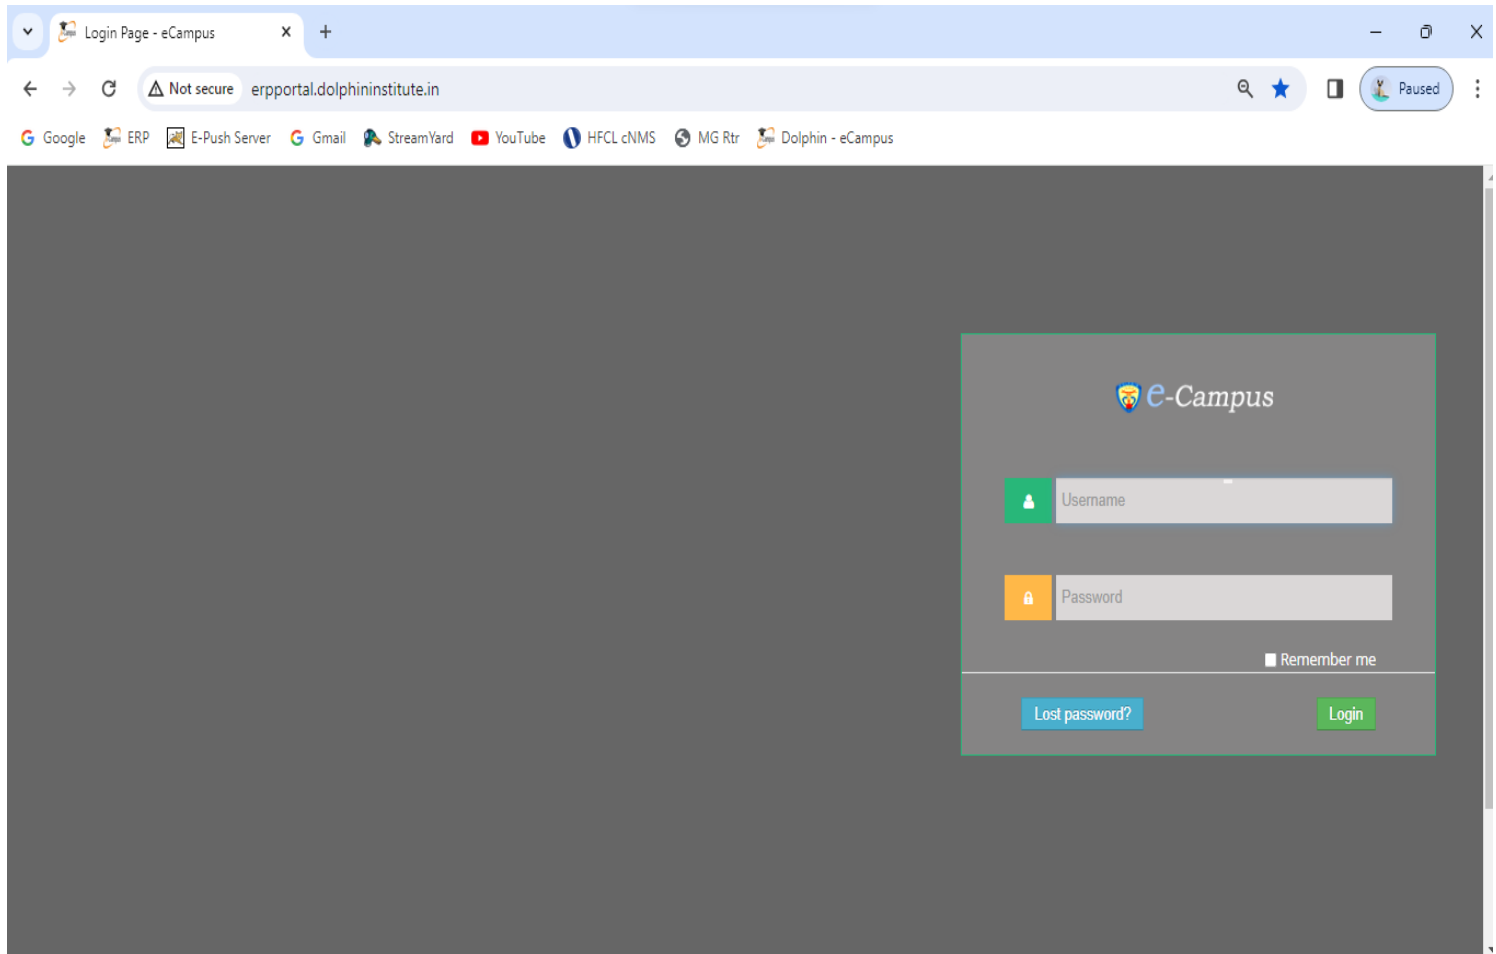 Login Page - eCampus
Not secure erpportal.dolphininstitute.in Paused
Google ERP E-Push Server Gmail StreamYard YouTube HFCL cNMS MG Rtr Dolphin - eCampus
e-Campus
Username
Password
Remember me
Lost password? Login